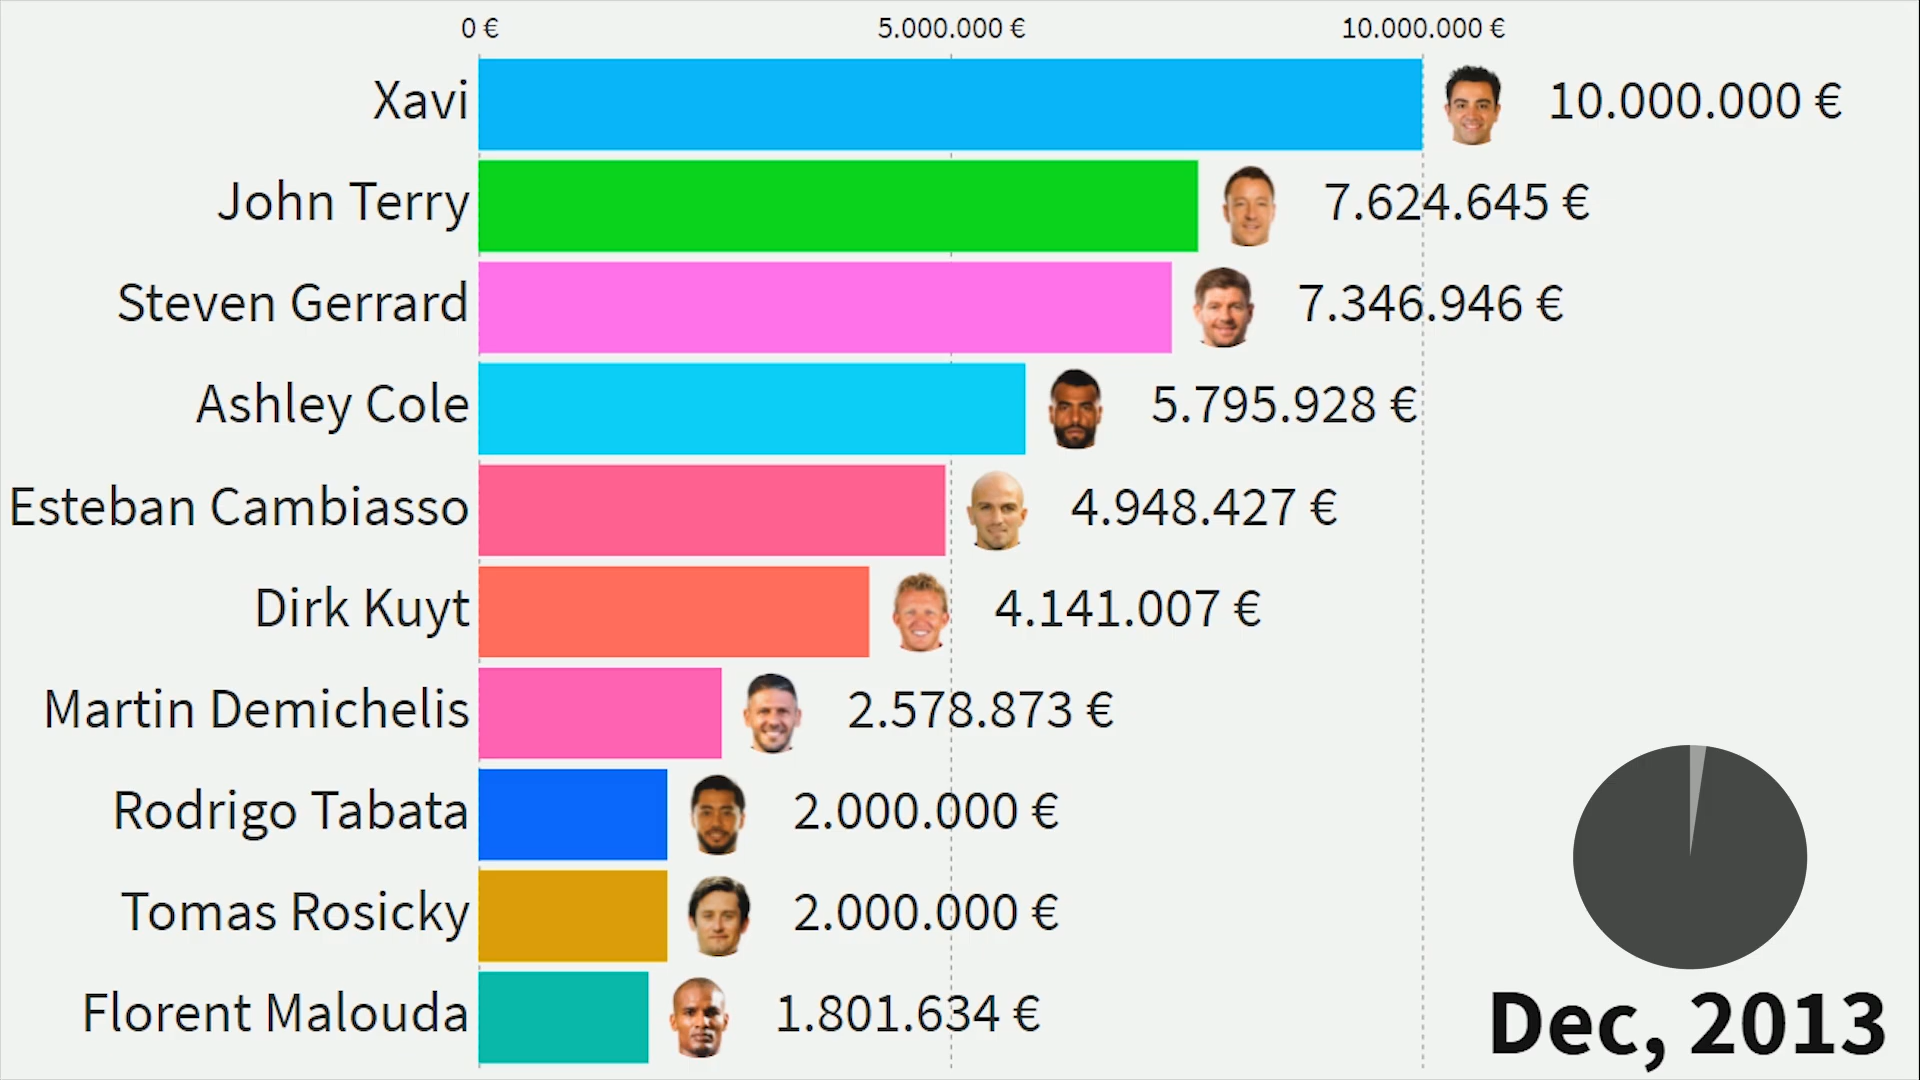 0 € 5.000.000 € 10.000.000 €
Xavi 10.000.000 €
John Terry 7.624.645 €
Steven Gerrard 7.346.946 €
Ashley Cole 5.795.928 €
Esteban Cambiasso 4.948.427 €
Dirk Kuyt 4.141.007 €
Martin Demichelis 2.578.873 €
Rodrigo Tabata 2.000.000 €
Tomas Rosicky 2.000.000 €
Florent Malouda 1.801.634 €
Dec, 2013